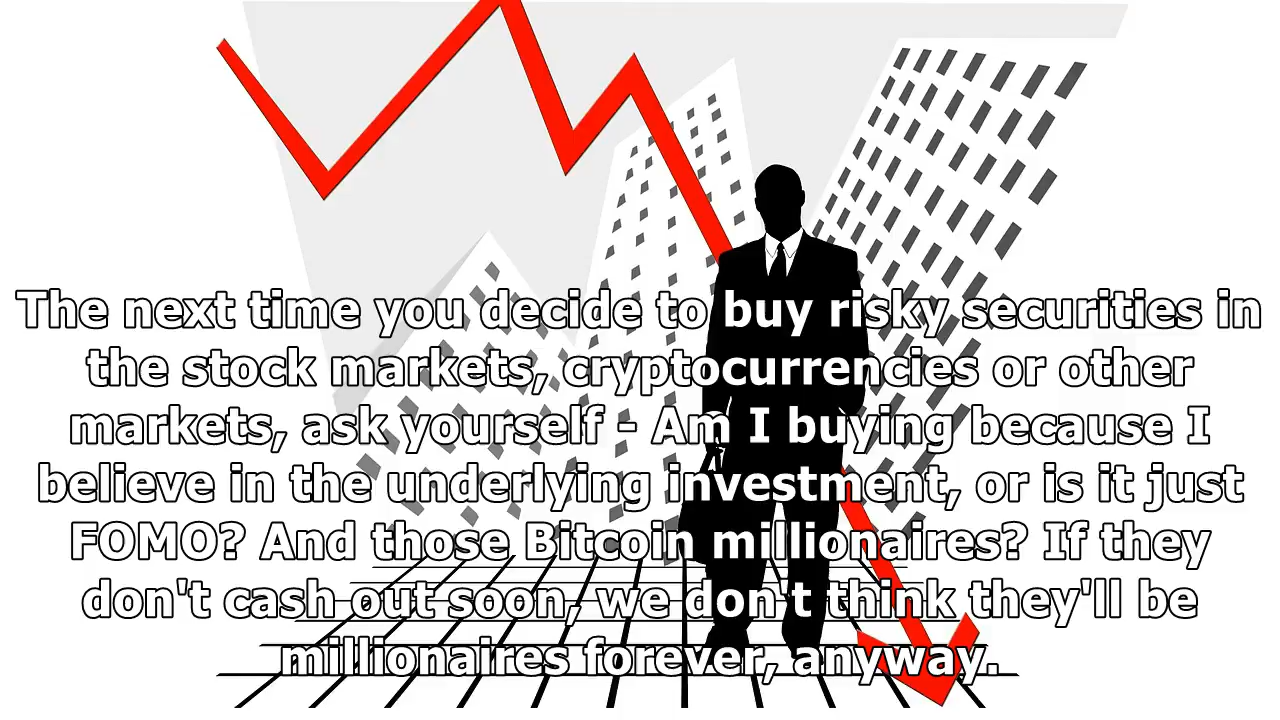 The next time you decide to buy risky securities in
the stock markets, cryptocurrencies or other
markets, ask yourself - Am I buying because I
believe in the underlying investment, or is it just
FOMO? And those Bitcoin millionaires? If they
don't cash out soon, we don't think they'll be
millionaires forever, anyway.